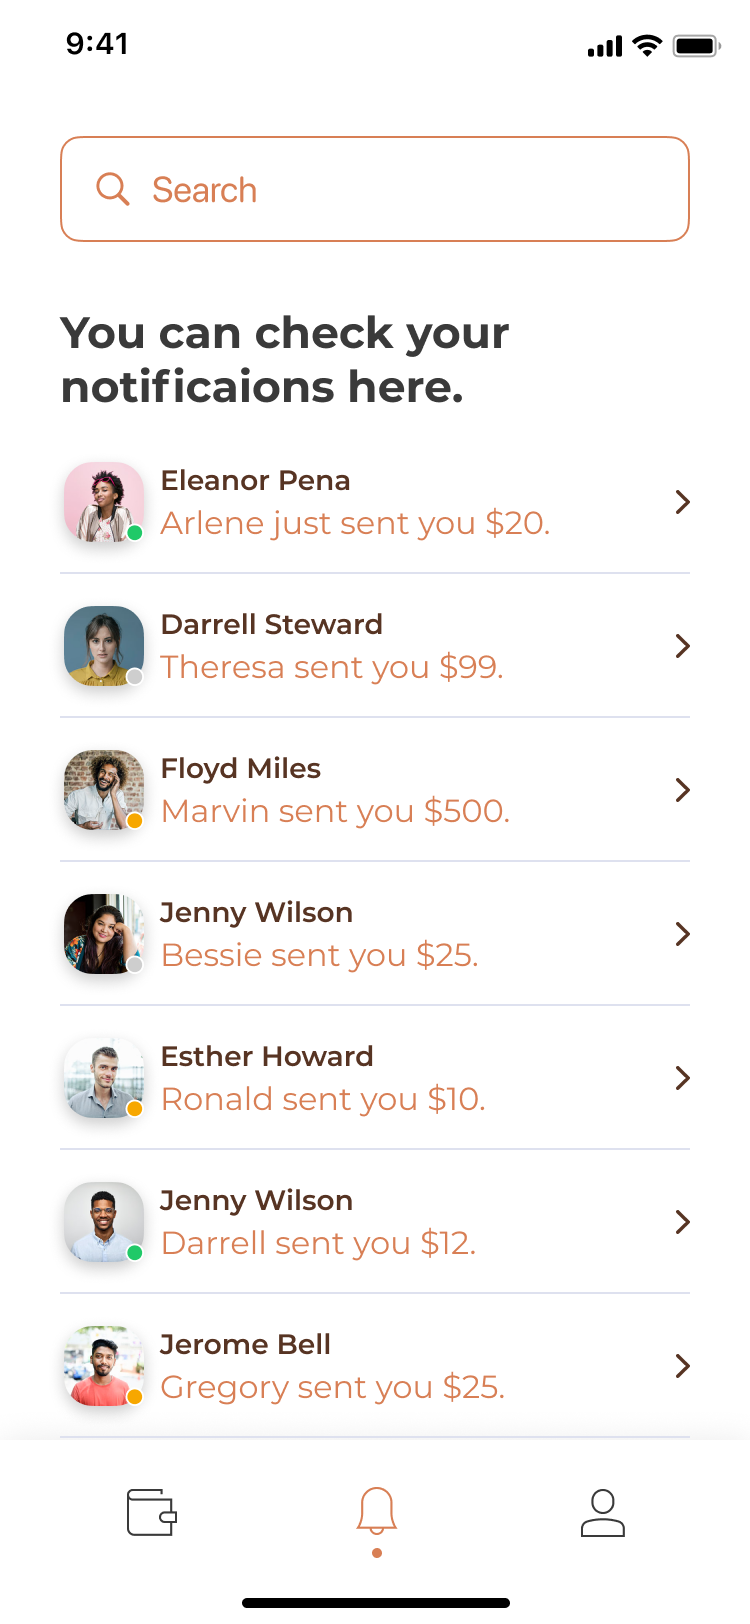 9:41
Search
You can check your
notificaions here.
Eleanor Pena
Arlene just sent you $20.
Darrell Steward
Theresa sent you $99.
Floyd Miles
Marvin sent you $500.
Jenny Wilson
Bessie sent you $25.
Esther Howard
Ronald sent you $10.
Jenny Wilson
Darrell sent you $12.
Jerome Bell
Gregory sent you $25.